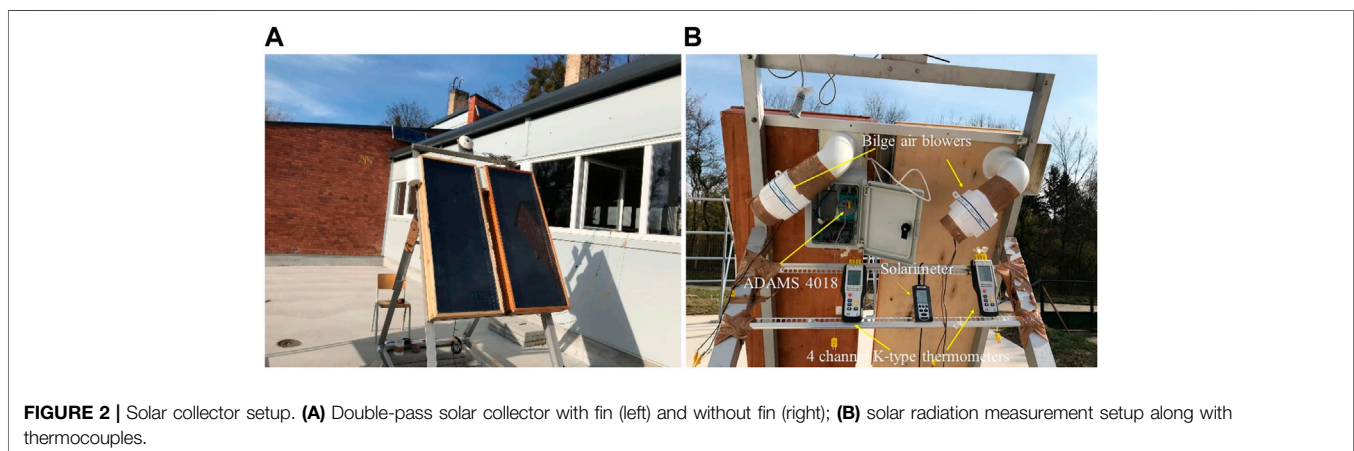 A
B
Bilge air blowers
ADAMS 4018
Solarimeter
4 channel K-type thermometers
FIGURE 2 | Solar collector setup. (A) Double-pass solar collector with fin (left) and without fin (right); (B) solar radiation measurement setup along with
thermocouples.